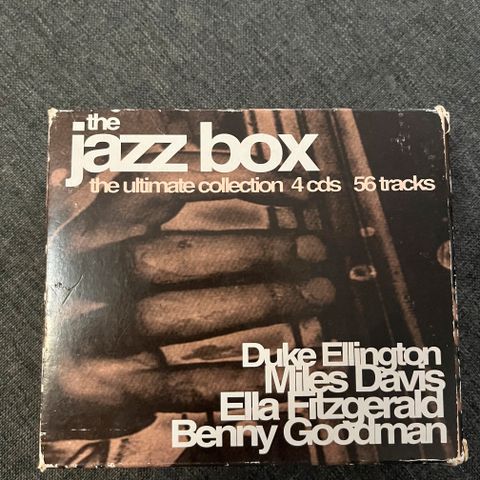 the
jazz box
the ultimate collection 4 cds 56 tracks
Duke Ellington
Miles Davis
Ella Fitzgerald
Benny Goodman